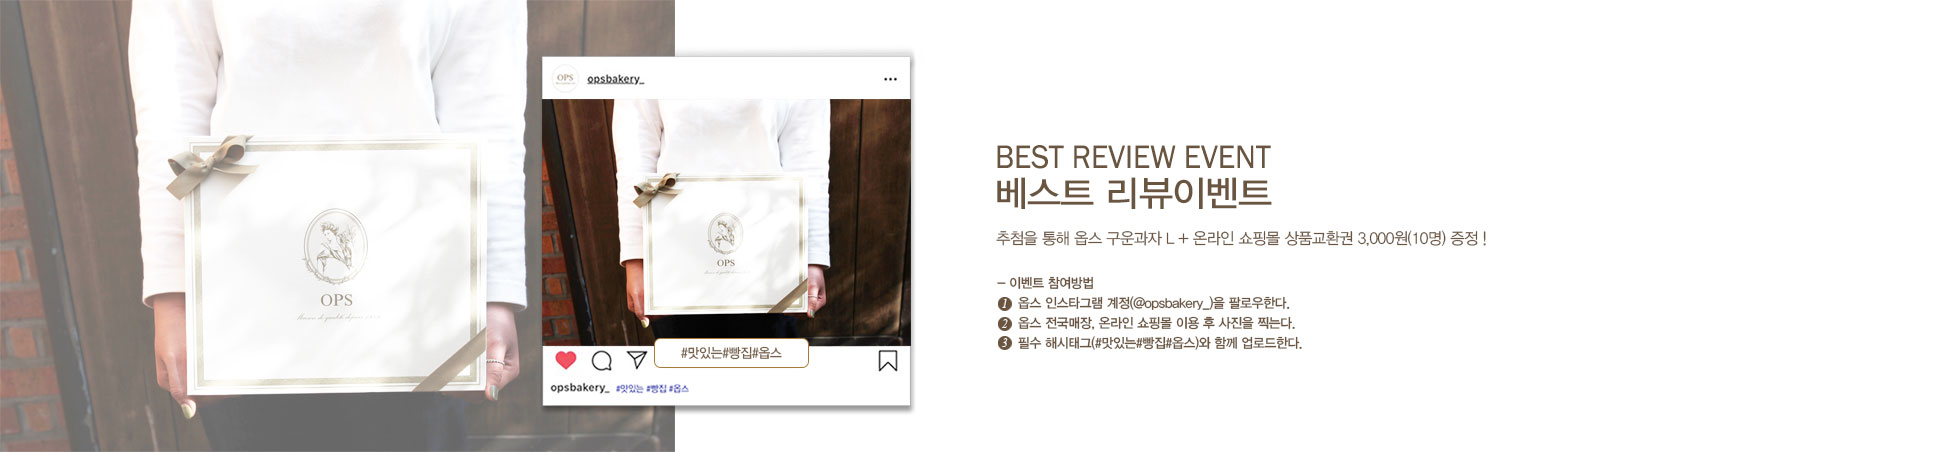 OPS
OPS
opsbakery_
OPS
#맛있는#빵집#옵스
opsbakery_ #맛있는 #빵집 #옵스
BEST REVIEW EVENT
베스트 리뷰이벤트
추첨을 통해 옵스 구운과자 L + 온라인 쇼핑몰 상품교환권 3,000원(10명) 증정 !
- 이벤트 참여방법
1 옵스 인스타그램 계정(@opsbakery_)을 팔로우한다.
2 옵스 전국매장, 온라인 쇼핑몰 이용 후 사진을 찍는다.
3 필수 해시태그(#맛있는#빵집#옵스)와 함께 업로드한다.